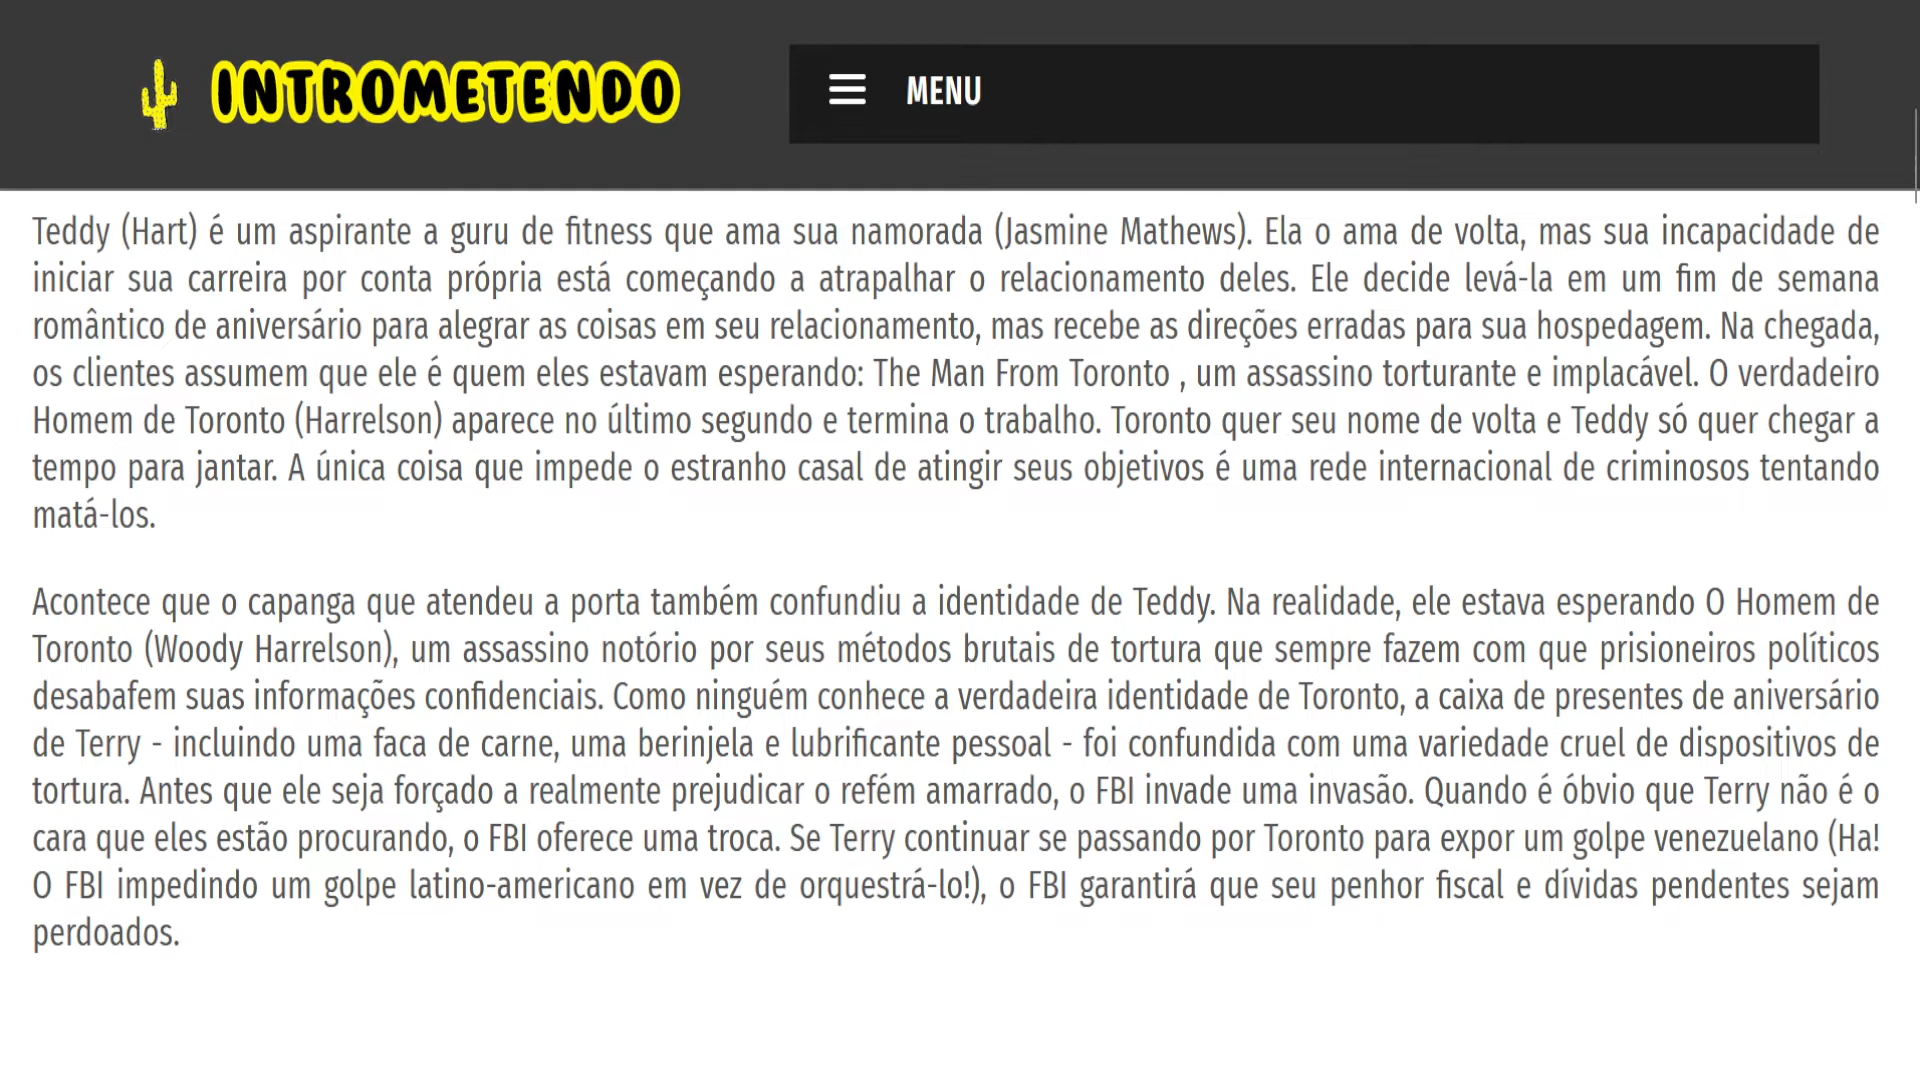 INTROMETENDO
MENU
Teddy (Hart) é um aspirante a guru de fitness que ama sua namorada (Jasmine Mathews). Ela o ama de volta, mas sua incapacidade de
iniciar sua carreira por conta própria está começando a atrapalhar o relacionamento deles. Ele decide levá-la em um fim de semana
romântico de aniversário para alegrar as coisas em seu relacionamento, mas recebe as direções erradas para sua hospedagem. Na chegada,
os clientes assumem que ele é quem eles estavam esperando: The Man From Toronto , um assassino torturante e implacável. O verdadeiro
Homem de Toronto (Harrelson) aparece no último segundo e termina o trabalho. Toronto quer seu nome de volta e Teddy só quer chegar a
tempo para jantar. A única coisa que impede o estranho casal de atingir seus objetivos é uma rede internacional de criminosos tentando
matá-los.
Acontece que o capanga que atendeu a porta também confundiu a identidade de Teddy. Na realidade, ele estava esperando O Homem de
Toronto (Woody Harrelson), um assassino notório por seus métodos brutais de tortura que sempre fazem com que prisioneiros políticos
desabafem suas informações confidenciais. Como ninguém conhece a verdadeira identidade de Toronto, a caixa de presentes de aniversário
de Terry - incluindo uma faca de carne, uma berinjela e lubrificante pessoal - foi confundida com uma variedade cruel de dispositivos de
tortura. Antes que ele seja forçado a realmente prejudicar o refém amarrado, o FBI invade uma invasão. Quando é óbvio que Terry não é o
cara que eles estão procurando, o FBI oferece uma troca. Se Terry continuar se passando por Toronto para expor um golpe venezuelano (Ha!
O FBI impedindo um golpe latino-americano em vez de orquestrá-lo!), o FBI garantirá que seu penhor fiscal e dívidas pendentes sejam
perdoados.